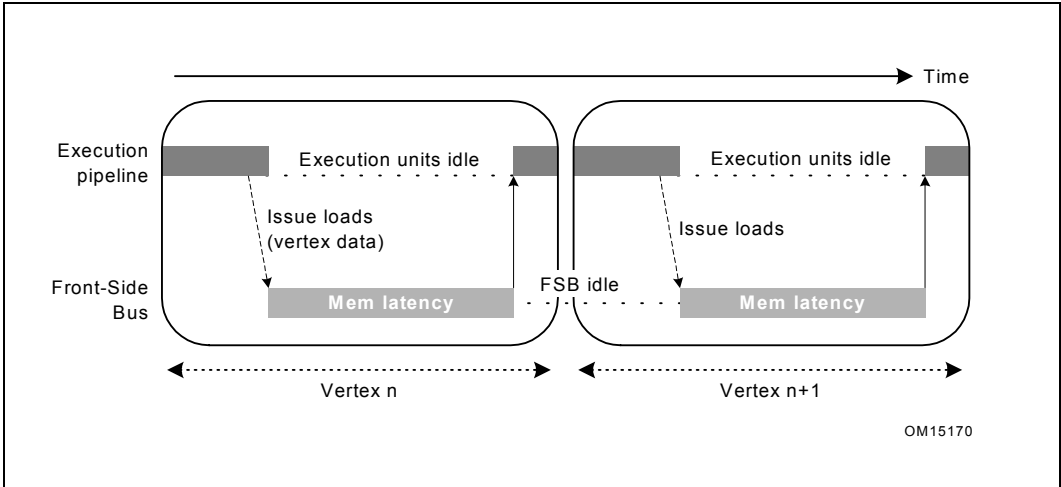 Time
Execution
pipeline
Execution units idle
Execution units idle
Issue loads
(vertex data)
Issue loads
Front-Side
Bus
Mem latency
FSB idle
Mem latency
Vertex n
Vertex n+1
OM15170